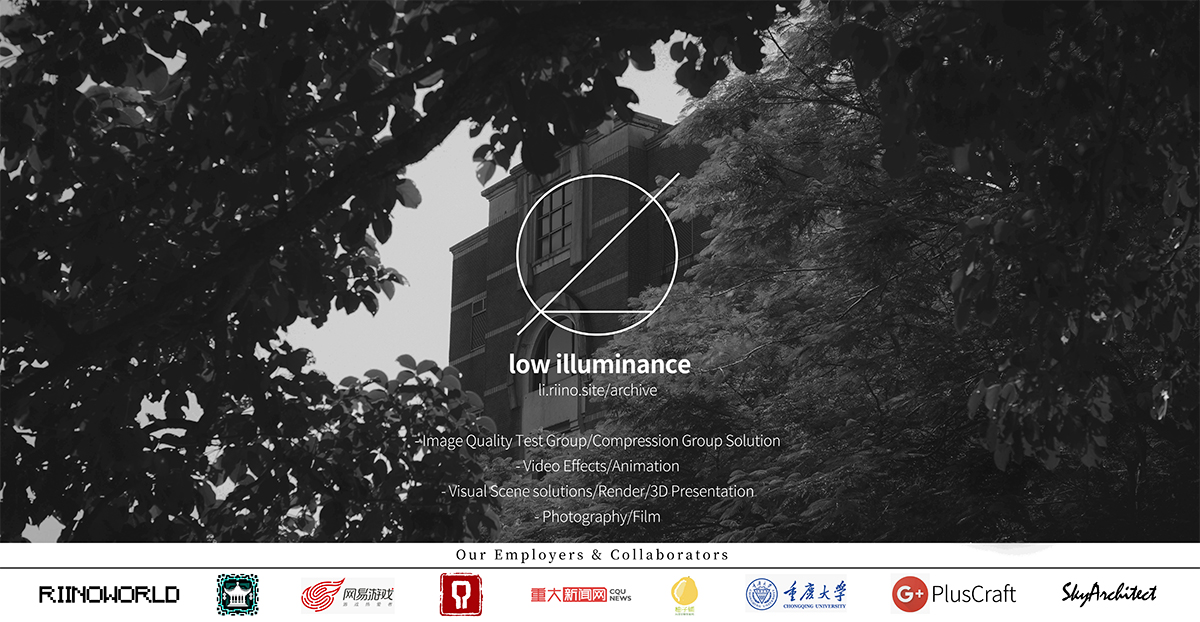 low illuminance
li.riino.site/archive
- Image Quality Test Group/Compression Group Solution
- Video Effects/Animation
- Visual Scene solutions/Render/3D Presentation
- Photography/Film
Our Employers & Collaborators
RIINOWORLD
网易游戏
重大新闻网 CQU NEWS
重慶大学
CHONGQING UNIVERSITY
G+ PlusCraft
SkyArchitect